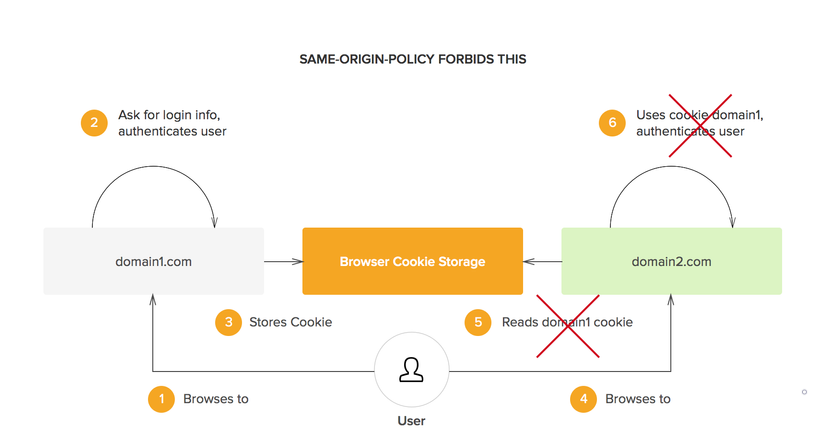 SAME-ORIGIN-POLICY FORBIDS THIS
2
Ask for login info,
authenticates user
6
Uses cookie domain1,
authenticates user
domain1.com
Browser Cookie Storage
domain2.com
3
Stores Cookie
5
Reads domain1 cookie
1
Browses to
4
Browses to
User